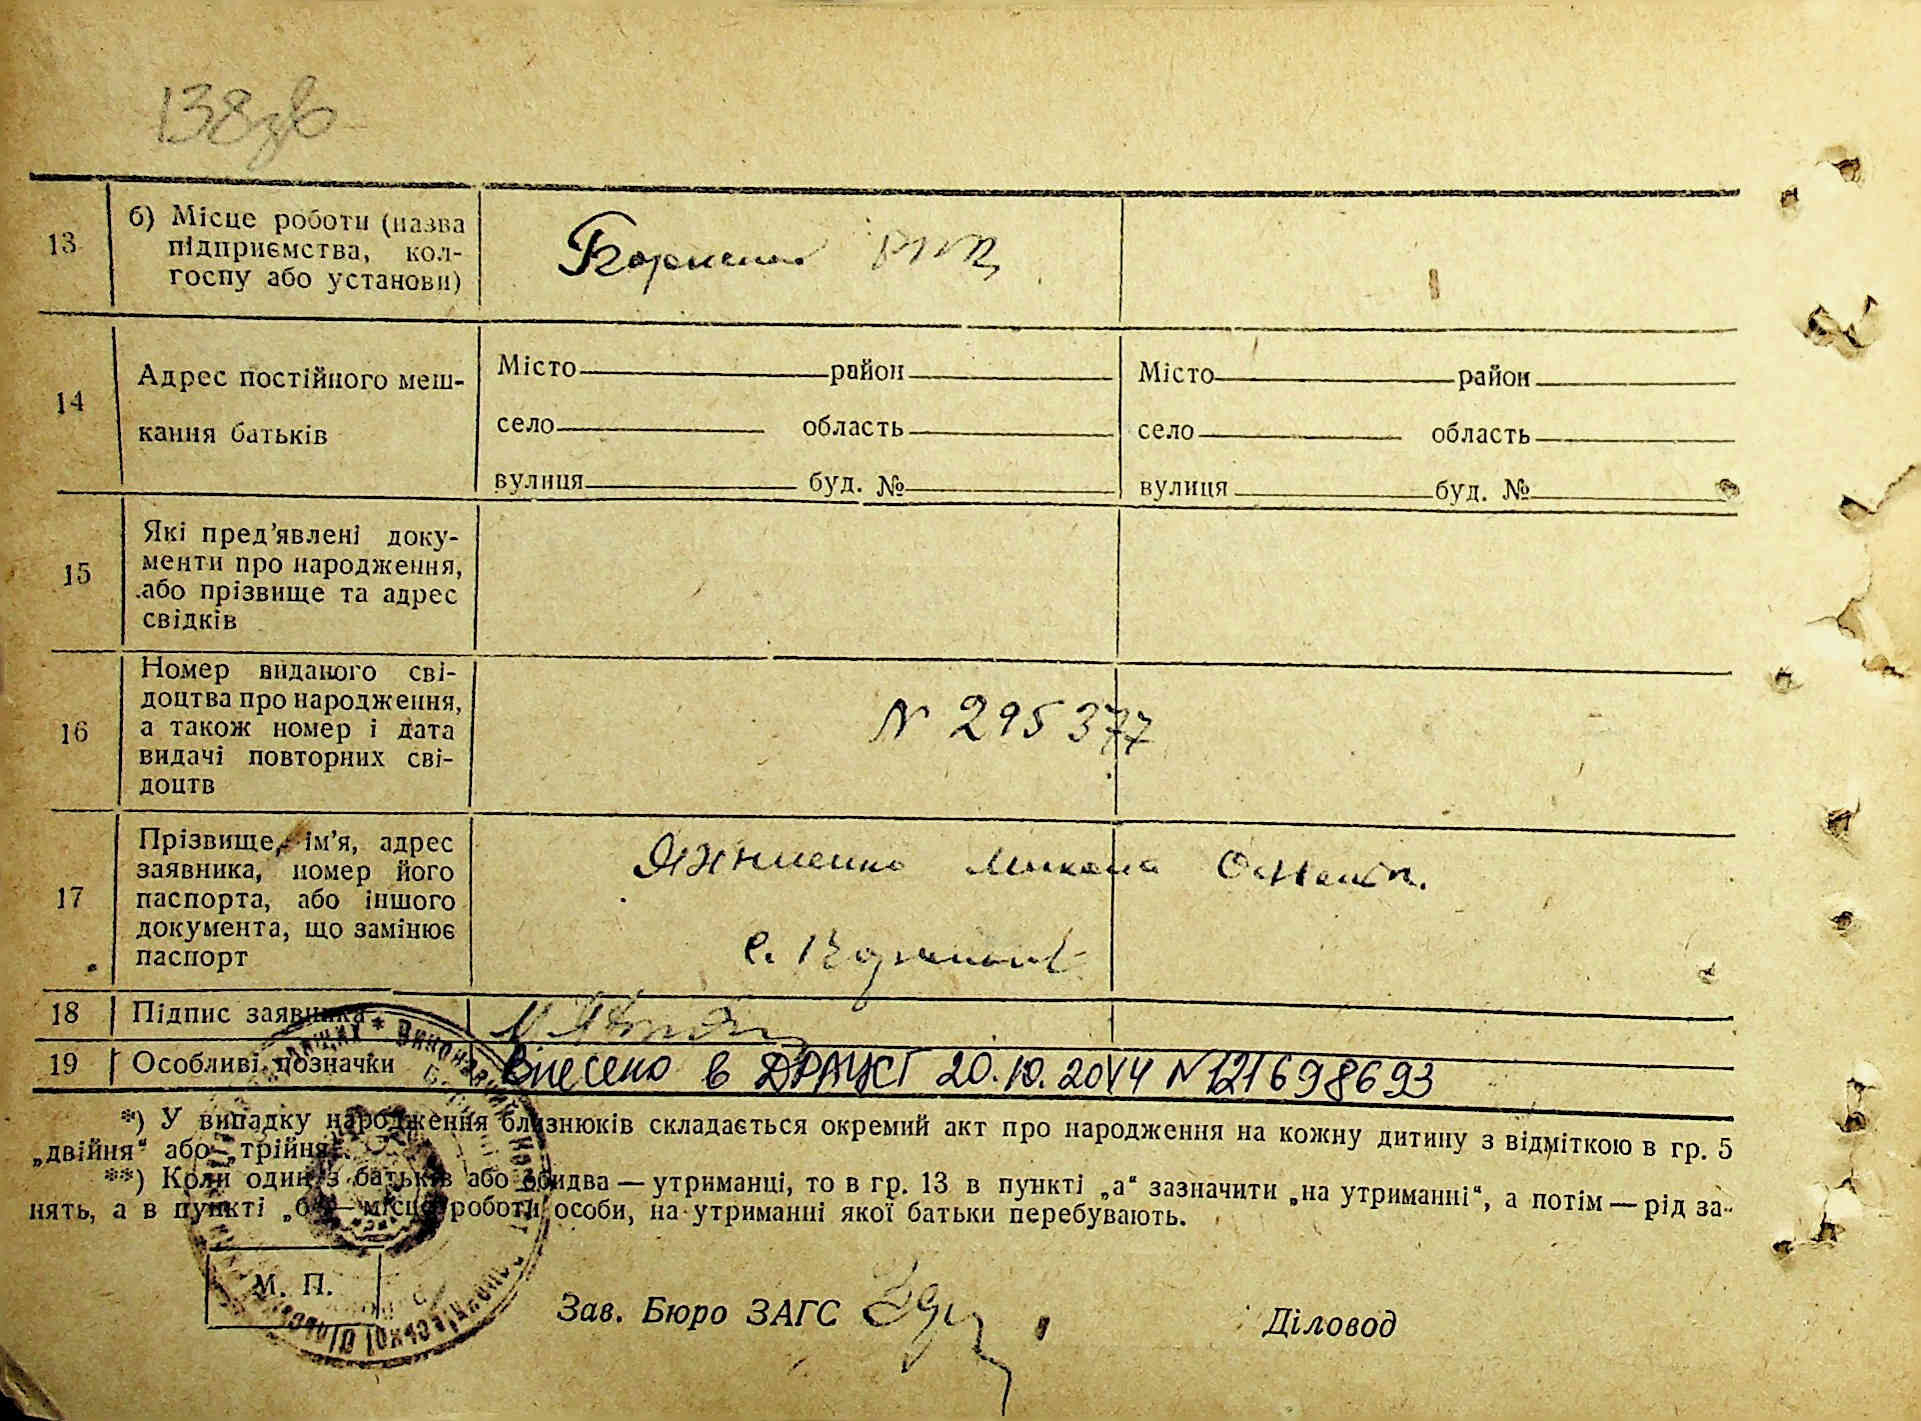 138зв
13
б) Місце роботи (назва
підприємства, кол-
госпу або установи)
14
Адрес постійного меш-
кання батьків
Місто район
село область
вулиця буд. №
Місто район
село область
вулиця буд. №
15
Які пред'явлені доку-
менти про народження,
або прізвище та адрес
свідків
16
Номер виданого сві-
доцтва про народження,
а також номер і дата
видачі повторних сві-
доцтв
N 295377
17
Прізвище, ім'я, адрес
заявника, номер його
паспорта, або іншого
документа, що замінює
паспорт
Микола
с.
18 Підпис заявника
19 Особливі позначки
Внесено в ДРАЦСГ 20.10.2014 N 121698693
*) У випадку народження близнюків складається окремий акт про народження на кожну дитину з відміткою в гр. 5
„двійня“ або „трійня“.
**) Коли один з батьків або обидва — утриманці, то в гр. 13 в пункті „а“ зазначити „на утриманні“, а потім — рід за-
нять, а в пункті „б“ — місце роботи особи, на утриманні якої батьки перебувають.
М. П.
Зав. Бюро ЗАГС
Діловод